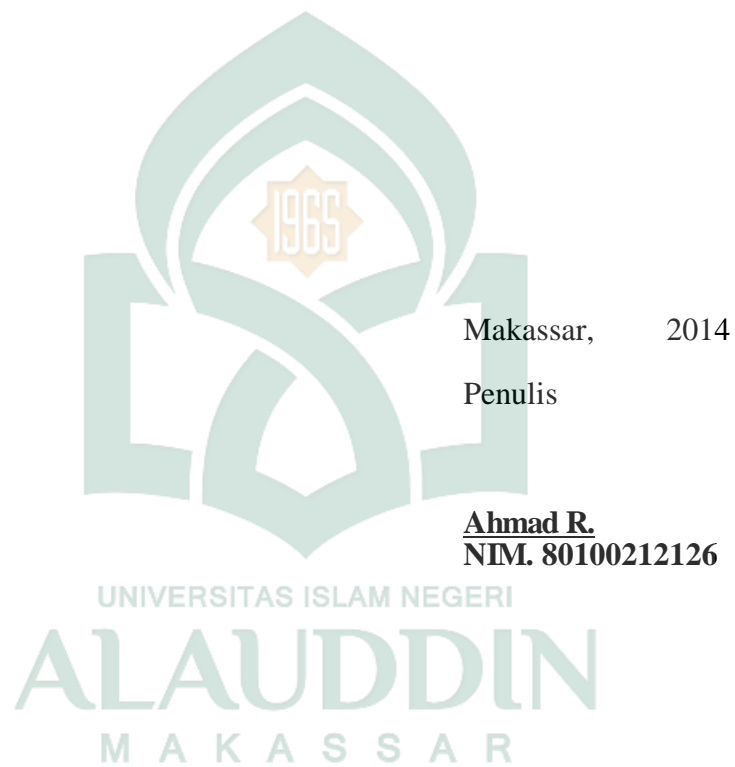 1965
Makassar, 2014
Penulis
Ahmad R.
NIM. 80100212126
UNIVERSITAS ISLAM NEGERI
ALAUDDIN
MAKASSAR